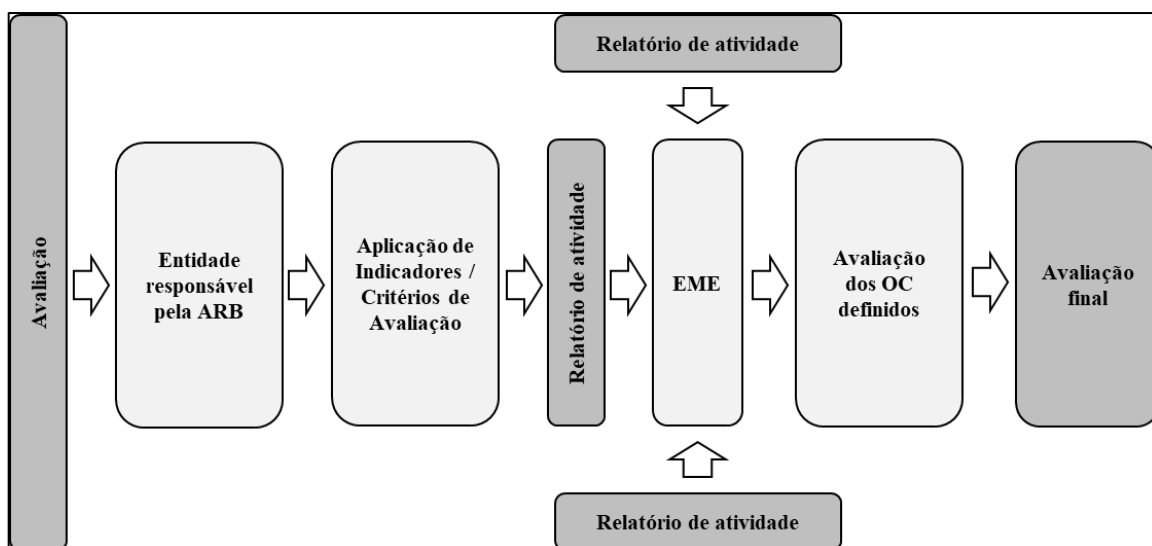 Relatório de atividade
Avaliação
Entidade
responsável
pela ARB
Aplicação de
Indicadores /
Critérios de
Avaliação
Relatório de atividade
EME
Avaliação
dos OC
definidos
Avaliação
final
Relatório de atividade